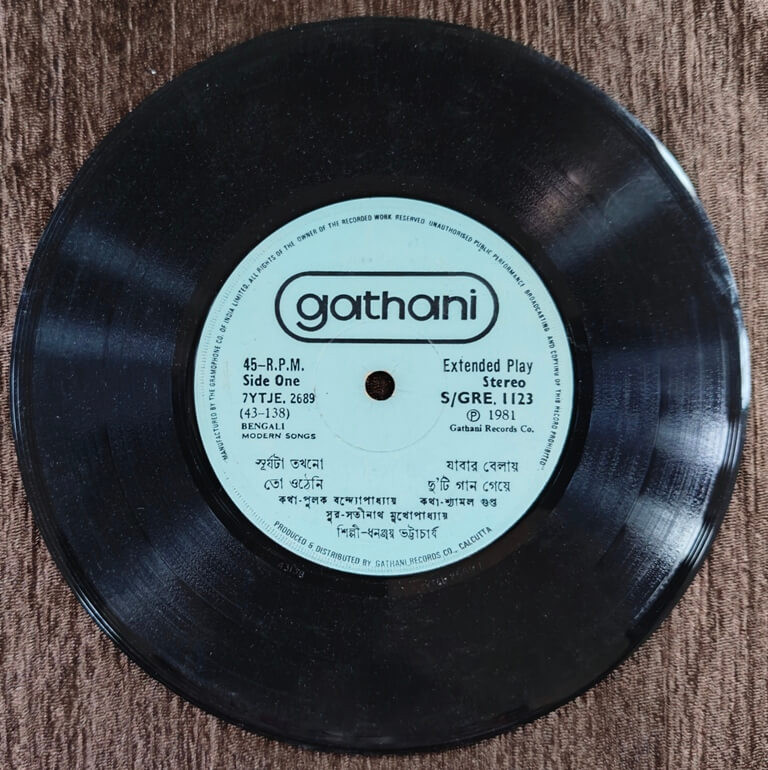 MANUFACTURED BY THE GRAMOPHONE CO. OF INDIA LIMITED. ALL RIGHTS OF THE OWNER OF THE RECORDED WORK RESERVED UNAUTHORISED PUBLIC PERFORMANCE BROADCASTING AND COPYING OF THIS RECORD PROHIBITED
gathani
45-R.P.M.
Side One
7YTJE. 2689
(43-138)
BENGALI
MODERN SONGS
Extended Play
Stereo
S/GRE. 1123
Ⓟ 1981
Gathani Records Co.
সূর্যটা তখনো
তো ওঠেনি
কথা-পুলক বন্দ্যোপাধ্যায়
যাবার বেলায়
দু'টি গান গেয়ে
কথা-শ্যামল গুপ্ত
সুর-সতীনাথ মুখোপাধ্যায়
শিল্পী-ধনঞ্জয় ভট্টাচার্য
PRODUCED & DISTRIBUTED BY GATHANI RECORDS CO., CALCUTTA